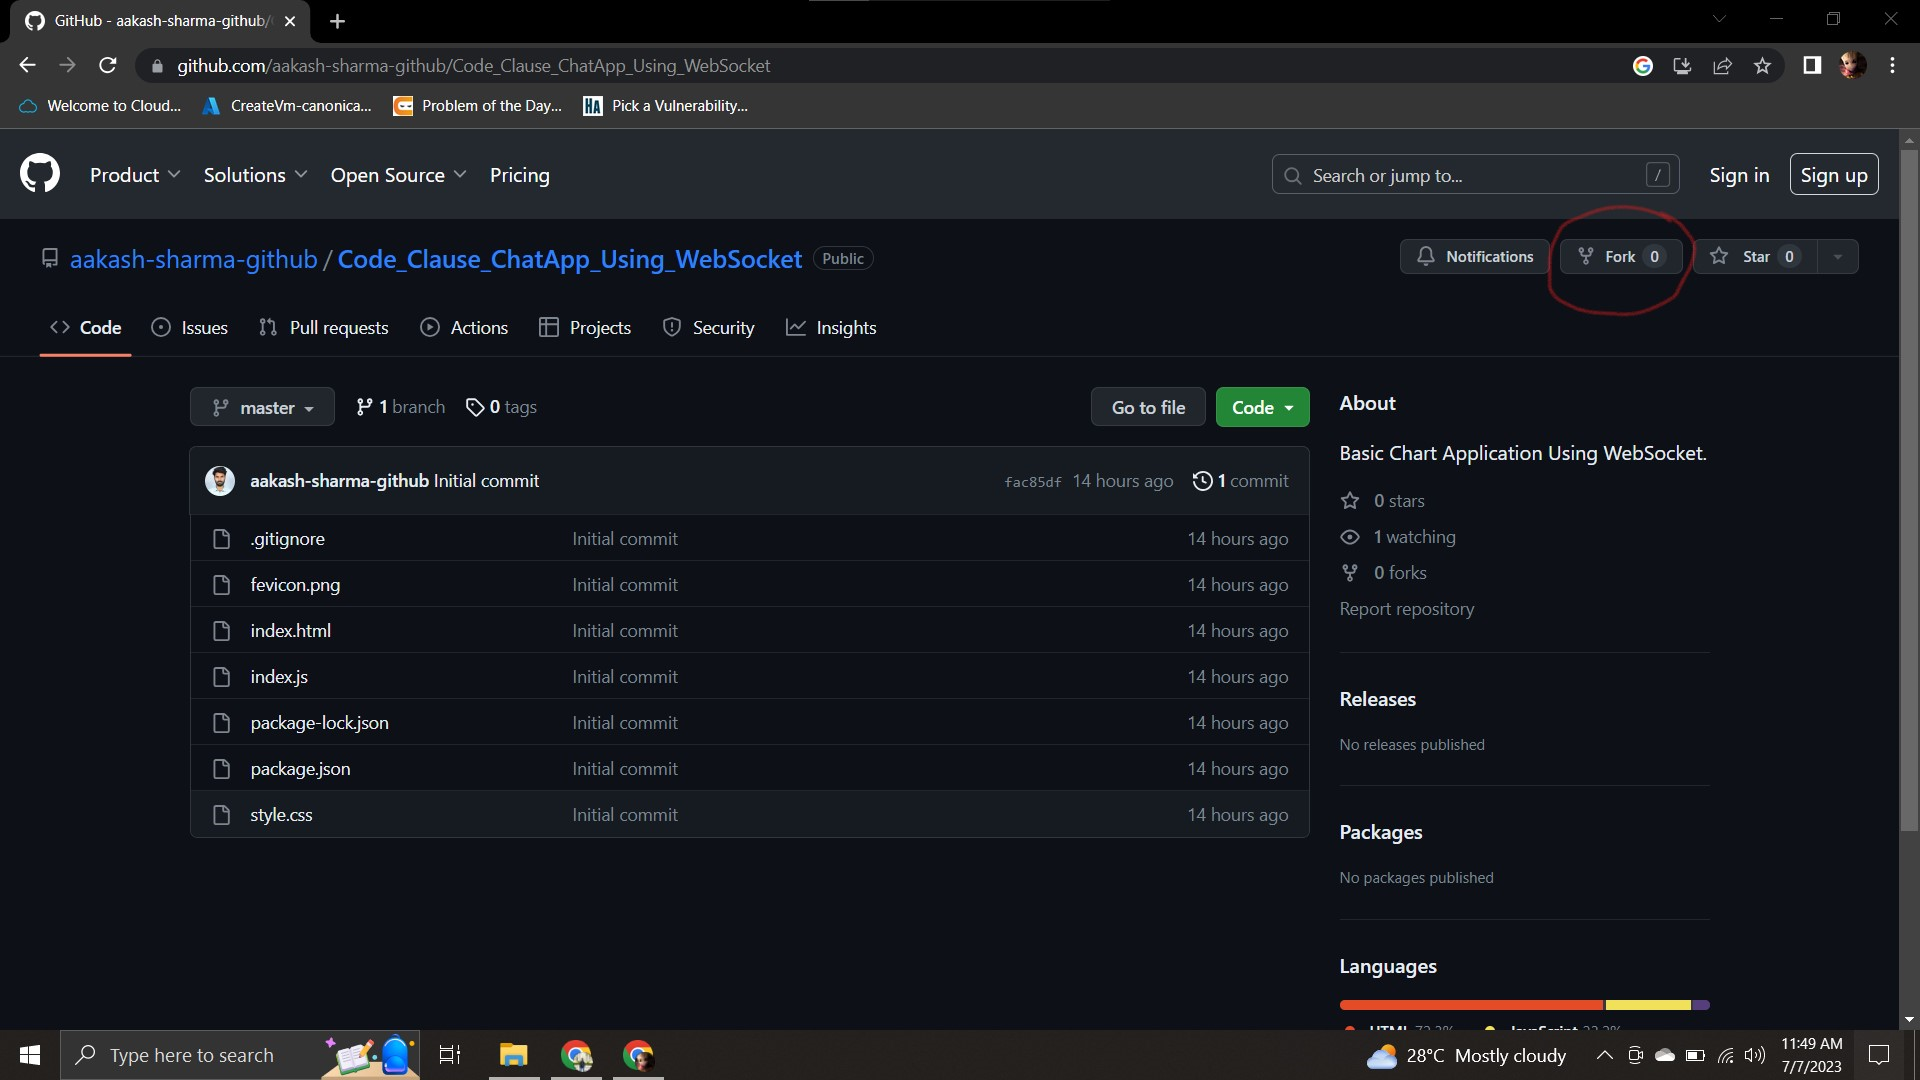 GitHub - aakash-sharma-github/
github.com/aakash-sharma-github/Code_Clause_ChatApp_Using_WebSocket
Welcome to Cloud... CreateVm-canonica... Problem of the Day... HA Pick a Vulnerability...
Product Solutions Open Source Pricing Search or jump to... / Sign in Sign up
aakash-sharma-github / Code_Clause_ChatApp_Using_WebSocket Public Notifications Fork 0 Star 0
Code Issues Pull requests Actions Projects Security Insights
master 1 branch 0 tags Go to file Code
aakash-sharma-github Initial commit fac85df 14 hours ago 1 commit
.gitignore Initial commit 14 hours ago
fevicon.png Initial commit 14 hours ago
index.html Initial commit 14 hours ago
index.js Initial commit 14 hours ago
package-lock.json Initial commit 14 hours ago
package.json Initial commit 14 hours ago
style.css Initial commit 14 hours ago
About
Basic Chart Application Using WebSocket.
0 stars
1 watching
0 forks
Report repository
Releases
No releases published
Packages
No packages published
Languages
HTML JavaScript
Type here to search 28°C Mostly cloudy 11:49 AM
7/7/2023